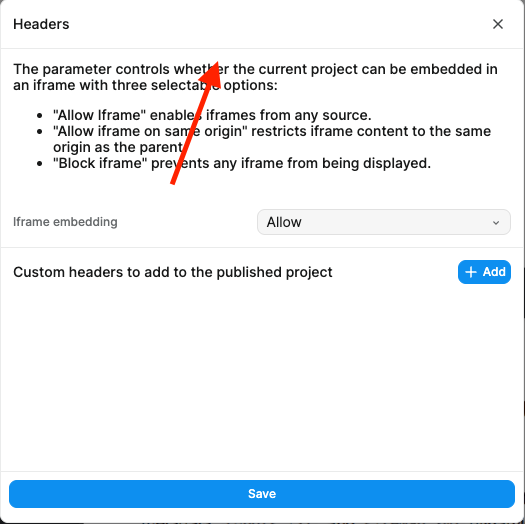 Headers
The parameter controls whether the current project can be embedded in
an iframe with three selectable options:
• "Allow Iframe" enables iframes from any source.
• "Allow iframe on same origin" restricts iframe content to the same
origin as the parent
• "Block iframe" prevents any iframe from being displayed.
Iframe embedding
Allow
Custom headers to add to the published project
+ Add
Save